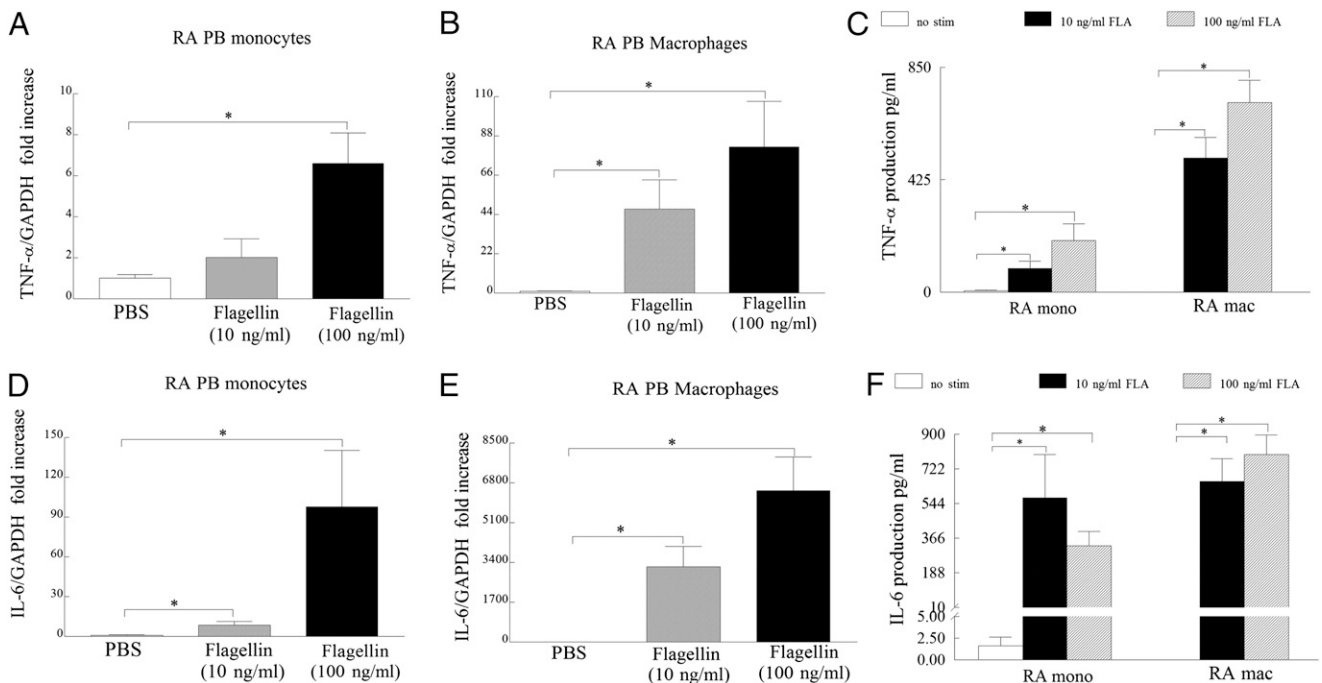 A
RA PB monocytes
TNF-α/GAPDH fold increase
10
8
6
4
2
0
*
PBS
Flagellin
(10 ng/ml)
Flagellin
(100 ng/ml)
B
RA PB Macrophages
TNF-α/GAPDH fold increase
110
88
66
44
22
0
*
*
PBS
Flagellin
(10 ng/ml)
Flagellin
(100 ng/ml)
C
no stim
10 ng/ml FLA
100 ng/ml FLA
TNF-α production pg/ml
850
425
0
*
*
*
*
RA mono
RA mac
D
RA PB monocytes
IL-6/GAPDH fold increase
150
120
90
60
30
0
*
*
PBS
Flagellin
(10 ng/ml)
Flagellin
(100 ng/ml)
E
RA PB Macrophages
IL-6/GAPDH fold increase
8500
6800
5100
3400
1700
0
*
*
PBS
Flagellin
(10 ng/ml)
Flagellin
(100 ng/ml)
F
no stim
10 ng/ml FLA
100 ng/ml FLA
IL-6 production pg/ml
900
722
544
366
188
10
5.00
2.50
0.00
*
*
*
*
RA mono
RA mac